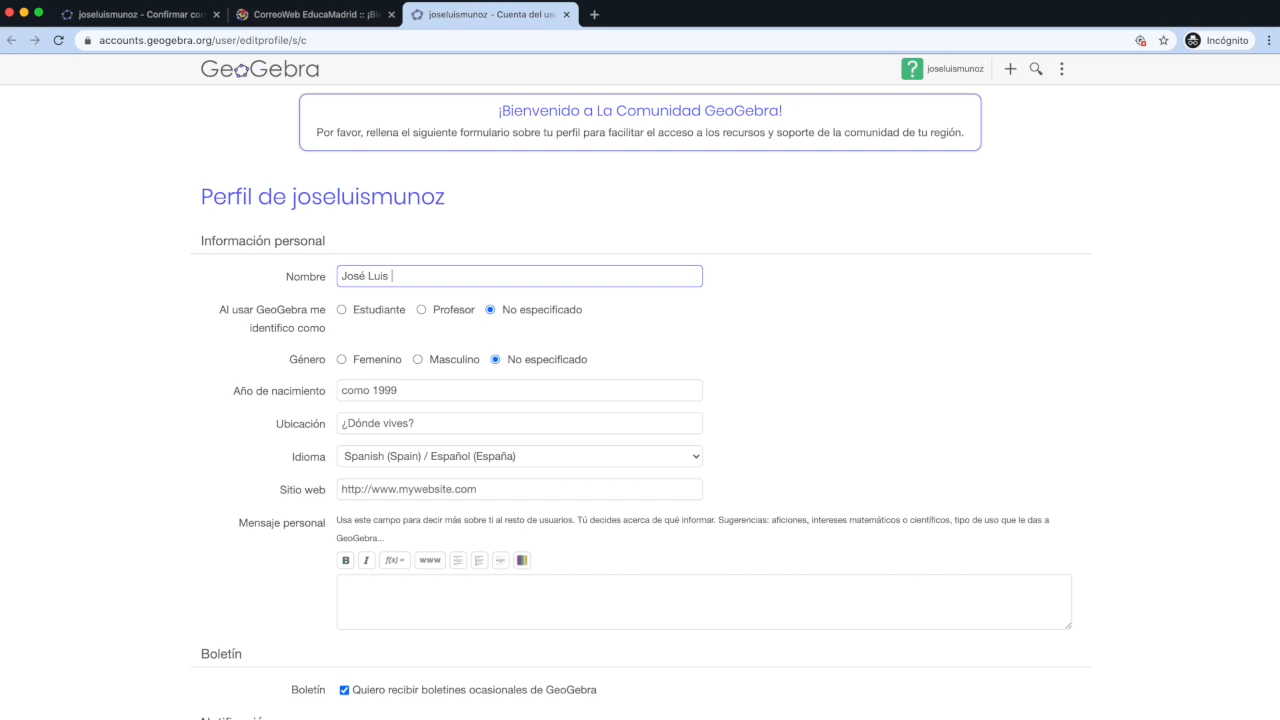 joseluismunoz - Confirmar cor
CorreoWeb EducaMadrid :: ¡Bie
joseluismunoz - Cuenta del us
accounts.geogebra.org/user/editprofile/s/c
Incógnito
GeoGebra
joseluismunoz
¡Bienvenido a La Comunidad GeoGebra!
Por favor, rellena el siguiente formulario sobre tu perfil para facilitar el acceso a los recursos y soporte de la comunidad de tu región.
Perfil de joseluismunoz
Información personal
Nombre José Luis
Al usar GeoGebra me identifico como Estudiante Profesor No especificado
Género Femenino Masculino No especificado
Año de nacimiento como 1999
Ubicación ¿Dónde vives?
Idioma Spanish (Spain) / Español (España)
Sitio web http://www.mywebsite.com
Mensaje personal Usa este campo para decir más sobre ti al resto de usuarios. Tú decides acerca de qué informar. Sugerencias: aficiones, intereses matemáticos o científicos, tipo de uso que le das a
GeoGebra...
B I f(x) = www
Boletín
Boletín Quiero recibir boletines ocasionales de GeoGebra